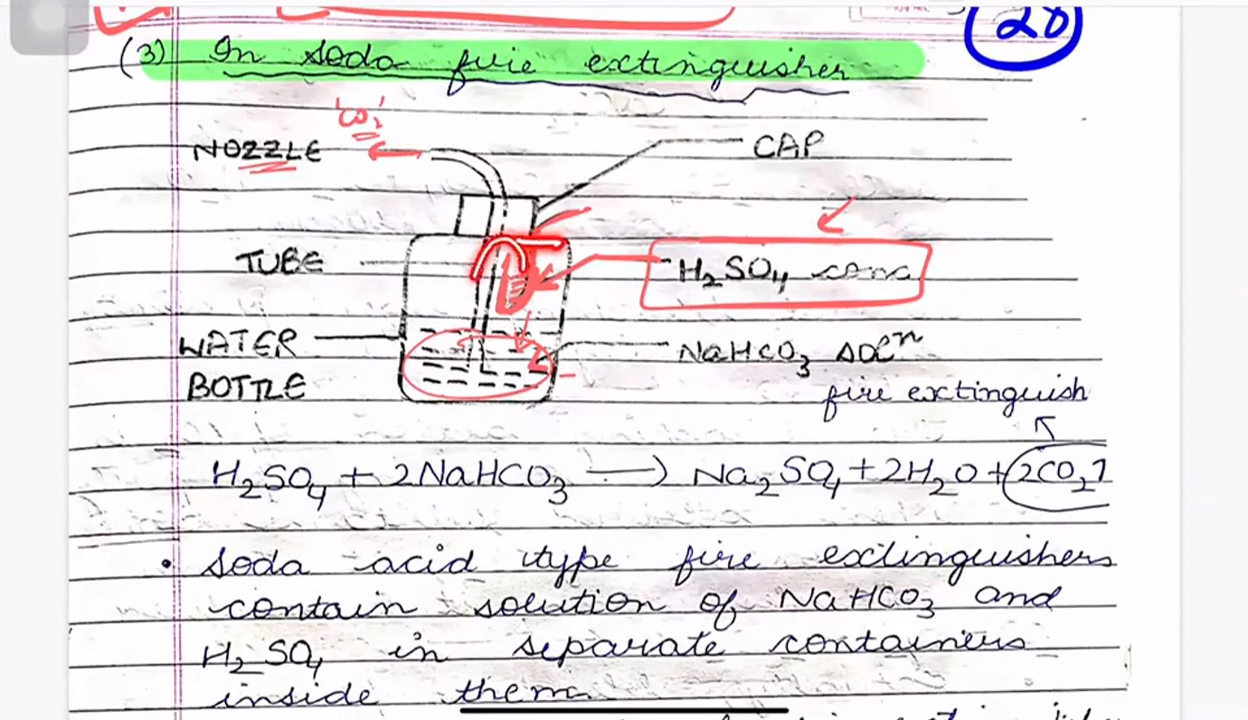 28
(3) In soda fire extinguisher
'CO₂'
NOZZLE
CAP
TUBE
H₂SO₄ conc
WATER
BOTTLE
NaHCO₃ solⁿ
fire extinguish
H₂SO₄ + 2NaHCO₃ → Na₂SO₄ + 2H₂O + 2CO₂↑
• Soda acid type fire extinguishers
contain solution of NaHCO₃ and
H₂SO₄ in separate containers
inside them